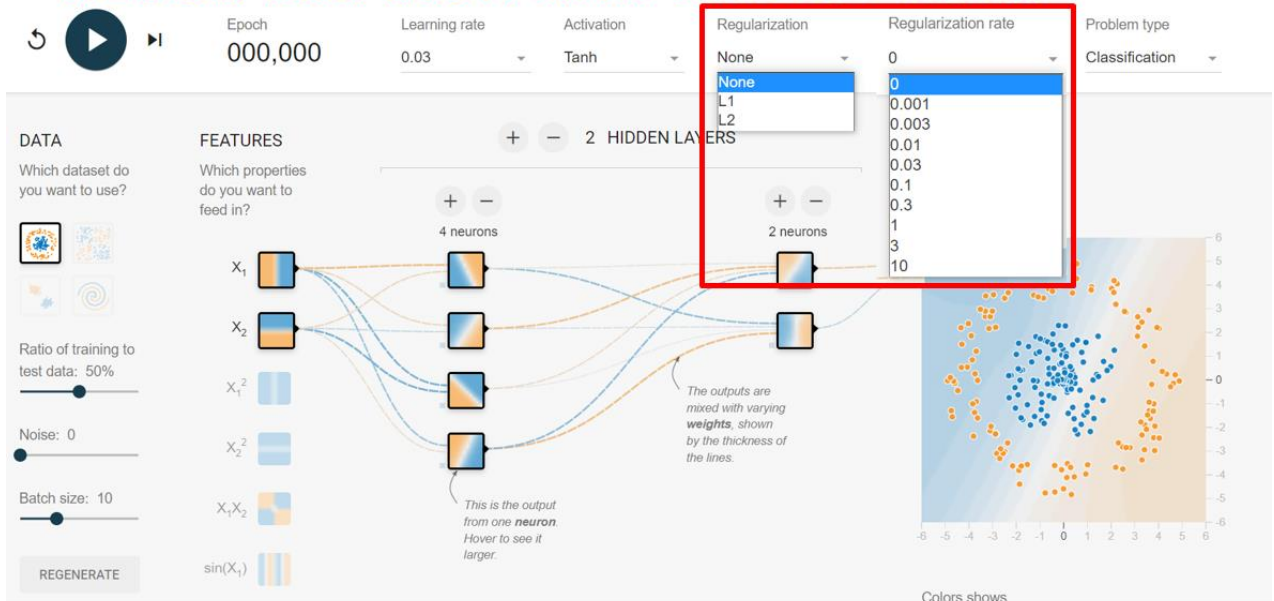 Epoch
000,000
Learning rate
0.03
Activation
Tanh
Regularization
None
None
L1
L2
Regularization rate
0
0
0.001
0.003
0.01
0.03
0.1
0.3
1
3
10
Problem type
Classification
DATA
Which dataset do
you want to use?
Ratio of training to
test data: 50%
Noise: 0
Batch size: 10
REGENERATE
FEATURES
Which properties
do you want to
feed in?
X₁
X₂
X₁²
X₂²
X₁X₂
sin(X₁)
+ − 2 HIDDEN LAYERS
+ −
4 neurons
+ −
2 neurons
This is the output
from one neuron.
Hover to see it
larger.
The outputs are
mixed with varying
weights, shown
by the thickness of
the lines.
6
5
4
3
2
1
0
-1
-2
-3
-4
-5
-6
-6 -5 -4 -3 -2 -1 0 1 2 3 4 5 6
Colors shows